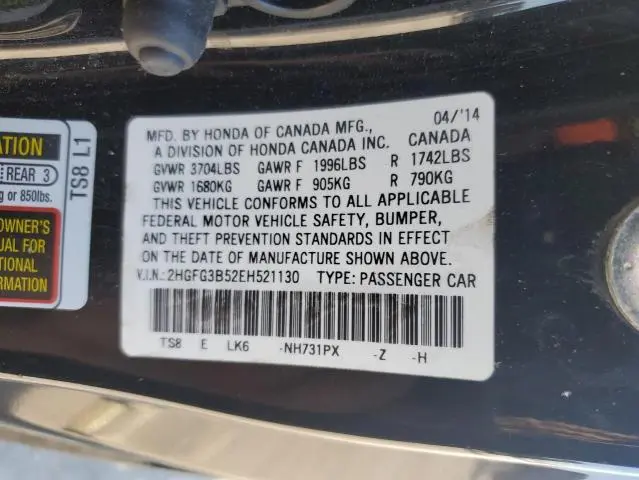 ATION
REAR 3
g or 850lbs.
OWNER'S
UAL FOR
TIONAL
ORMATION
TS8 L1
04/'14
MFD. BY HONDA OF CANADA MFG., CANADA
A DIVISION OF HONDA CANADA INC.
GVWR 3704LBS GAWR F 1996LBS R 1742LBS
GVWR 1680KG GAWR F 905KG R 790KG
THIS VEHICLE CONFORMS TO ALL APPLICABLE
FEDERAL MOTOR VEHICLE SAFETY, BUMPER,
AND THEFT PREVENTION STANDARDS IN EFFECT
ON THE DATE OF MANUFACTURE SHOWN ABOVE.
V.I.N.: 2HGFG3B52EH521130 TYPE: PASSENGER CAR
TS8 E LK6 -NH731PX -Z -H